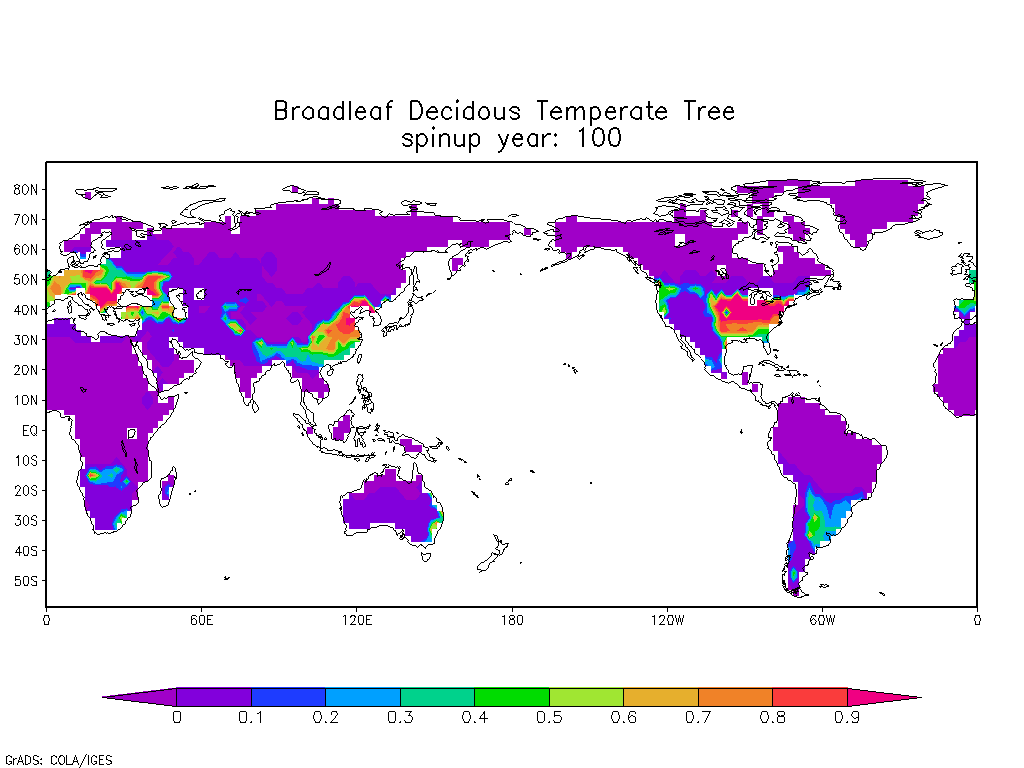 Broadleaf Decidous Temperate Tree
spinup year: 100
80N
70N
60N
50N
40N
30N
20N
10N
EQ
10S
20S
30S
40S
50S
0 60E 120E 180 120W 60W 0
0 0.1 0.2 0.3 0.4 0.5 0.6 0.7 0.8 0.9
GrADS: COLA/IGES